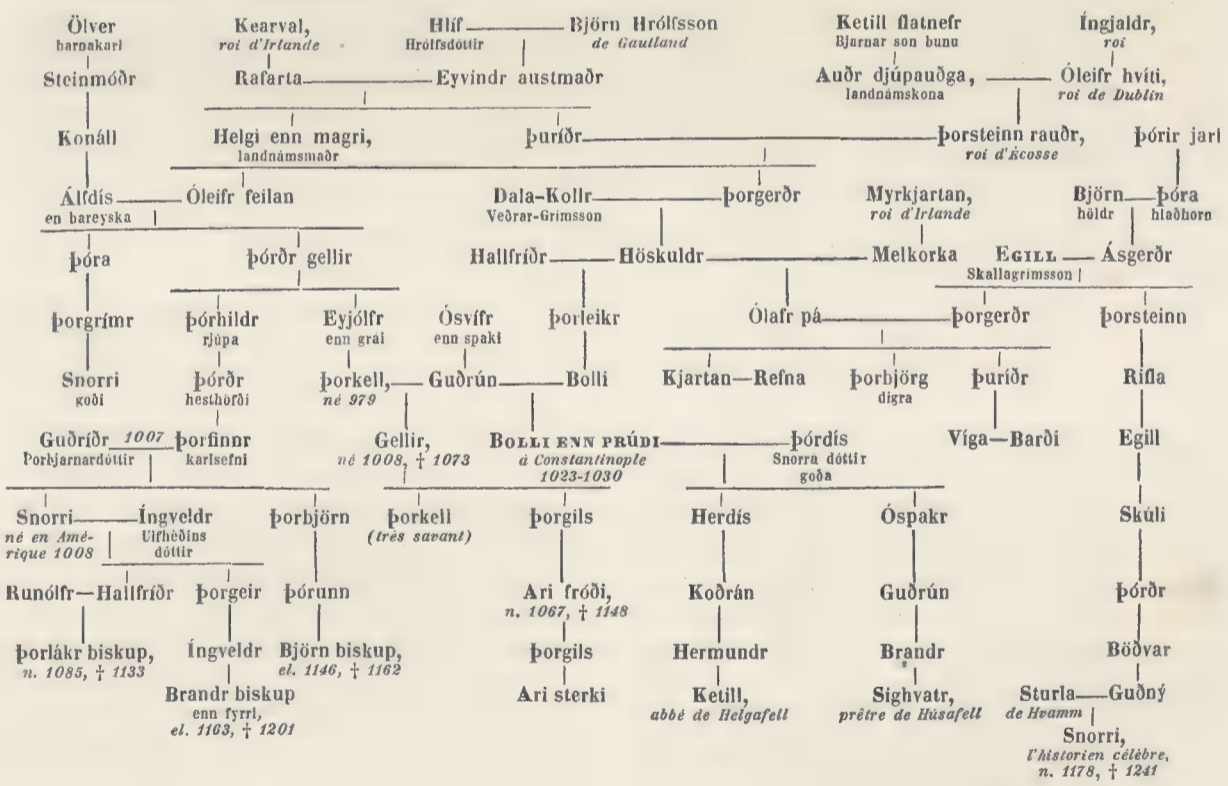 Ölver Kearval, Hlíf Björn Hrólfsson Ketill flatnefr Íngjaldr,
barnakarl roi d'Irlande Hrólfsdóttir de Gautland Bjarnar son bunu roi
Steinmóðr Rafarta Eyvindr austmaðr Auðr djúpauðga, Óleifr hvíti,
landnámskona roi de Dublin
Konáll Helgi enn magri, Þuríðr Þorsteinn rauðr, Þórir jarl
landnámsmaðr roi d'Écosse
Álfdís Óleifr feilan Dala-Kollr Þorgerðr Myrkjartan, Björn Þóra
en bareyska Veðrar-Grímsson roi d'Irlande höldr hlaðhorn
Þóra Þórðr gellir Hallfríðr Höskuldr Melkorka EGILL Ásgerðr
Skallagrímsson
Þorgrímr Þórhildr Eyjólfr Ósvífr Þorleikr Ólafr pá Þorgerðr Þorsteinn
rjúpa enn grái enn spaki
Snorri Þórðr Þorkell, Guðrún Bolli Kjartan—Refna Þorbjörg Þuríðr Rifla
goði hesthöfði né 979 digra
Guðríðr 1007 Þorfinnr Gellir, BOLLI ENN PRÚÐI Þórdís Víga—Barði Egill
Þorbjarnardóttir karlsefni né 1008, † 1073 à Constantinople Snorra dóttir
1023-1030 goða
Snorri Íngveldr Þorbjörn Þorkell Þorgils Herdís Óspakr Skúli
né en Amé- Ulfhèðins (très savant)
rique 1008 dóttir
Runólfr—Hallfríðr Þorgeir Þórunn Ari fróði, Koðrán Guðrún Þórðr
n. 1067, † 1148
Þorlákr biskup, Íngveldr Björn biskup, Þorgils Hermundr Brandr Böðvar
n. 1085, † 1133 el. 1146, † 1162
Brandr biskup Ari sterki Ketill, Sighvatr, Sturla—Guðný
enn fyrri, abbé de Helgafell prêtre de Húsafell de Hvamm
el. 1163, † 1201
Snorri,
l'historien célèbre,
n. 1178, † 1241